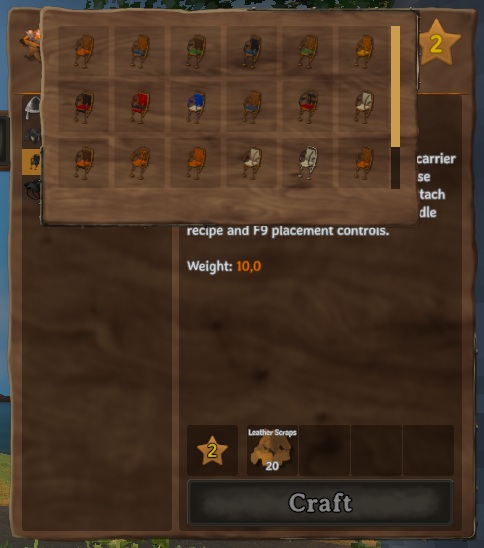 2
carrier
se
tach
dle
recipe and F9 placement controls.
Weight: 10,0
2
Leather Scraps
20
Craft